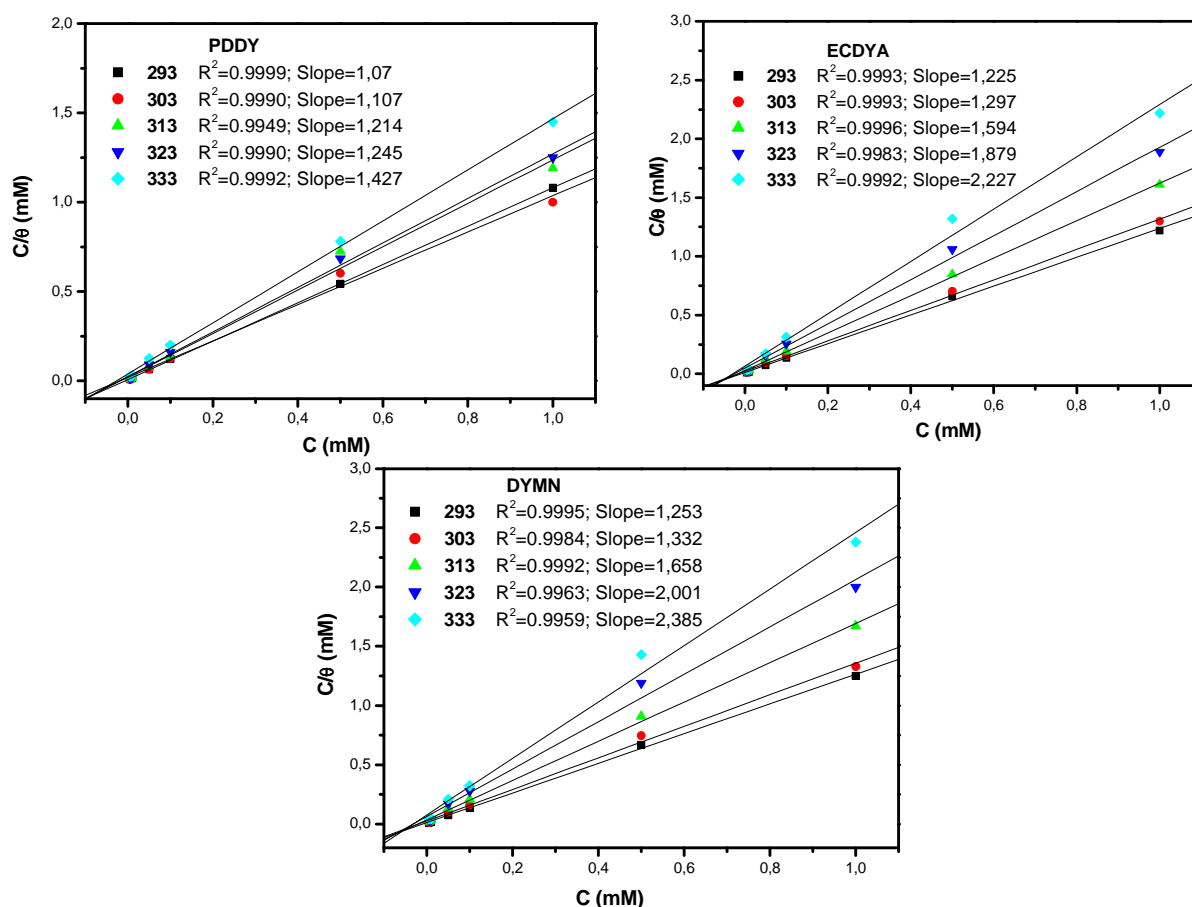 PDDY
293 R²=0.9999; Slope=1,07
303 R²=0.9990; Slope=1,107
313 R²=0.9949; Slope=1,214
323 R²=0.9990; Slope=1,245
333 R²=0.9992; Slope=1,427
2,0
1,5
1,0
0,5
0,0
C/θ (mM)
0,0 0,2 0,4 0,6 0,8 1,0
C (mM)
ECDYA
293 R²=0.9993; Slope=1,225
303 R²=0.9993; Slope=1,297
313 R²=0.9996; Slope=1,594
323 R²=0.9983; Slope=1,879
333 R²=0.9992; Slope=2,227
3,0
2,5
2,0
1,5
1,0
0,5
0,0
C/θ (mM)
0,0 0,2 0,4 0,6 0,8 1,0
C (mM)
DYMN
293 R²=0.9995; Slope=1,253
303 R²=0.9984; Slope=1,332
313 R²=0.9992; Slope=1,658
323 R²=0.9963; Slope=2,001
333 R²=0.9959; Slope=2,385
3,0
2,5
2,0
1,5
1,0
0,5
0,0
C/θ (mM)
0,0 0,2 0,4 0,6 0,8 1,0
C (mM)